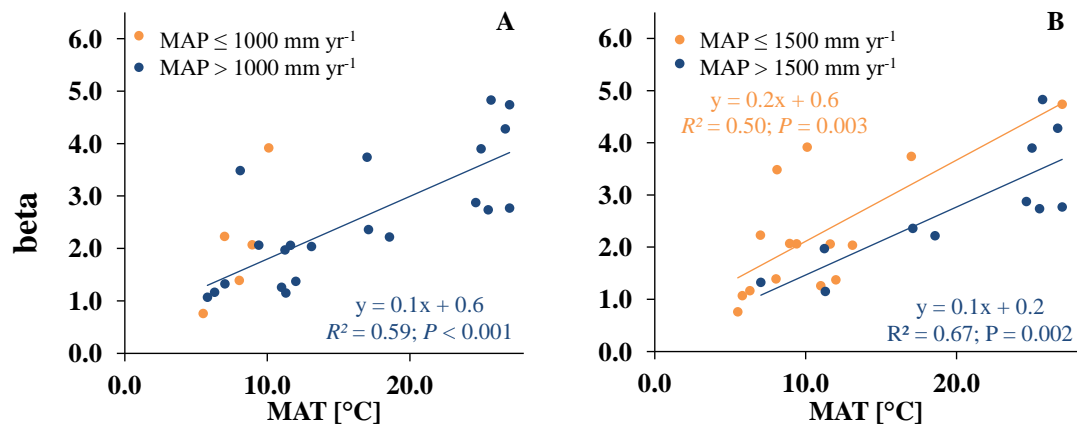 A
6.0
MAP ≤ 1000 mm yr-1
MAP > 1000 mm yr-1
5.0
4.0
3.0
2.0
1.0
0.0
beta
y = 0.1x + 0.6
R² = 0.59; P < 0.001
0.0
10.0
20.0
MAT [°C]
B
6.0
MAP ≤ 1500 mm yr-1
MAP > 1500 mm yr-1
5.0
y = 0.2x + 0.6
R² = 0.50; P = 0.003
4.0
3.0
2.0
1.0
0.0
y = 0.1x + 0.2
R² = 0.67; P = 0.002
0.0
10.0
20.0
MAT [°C]